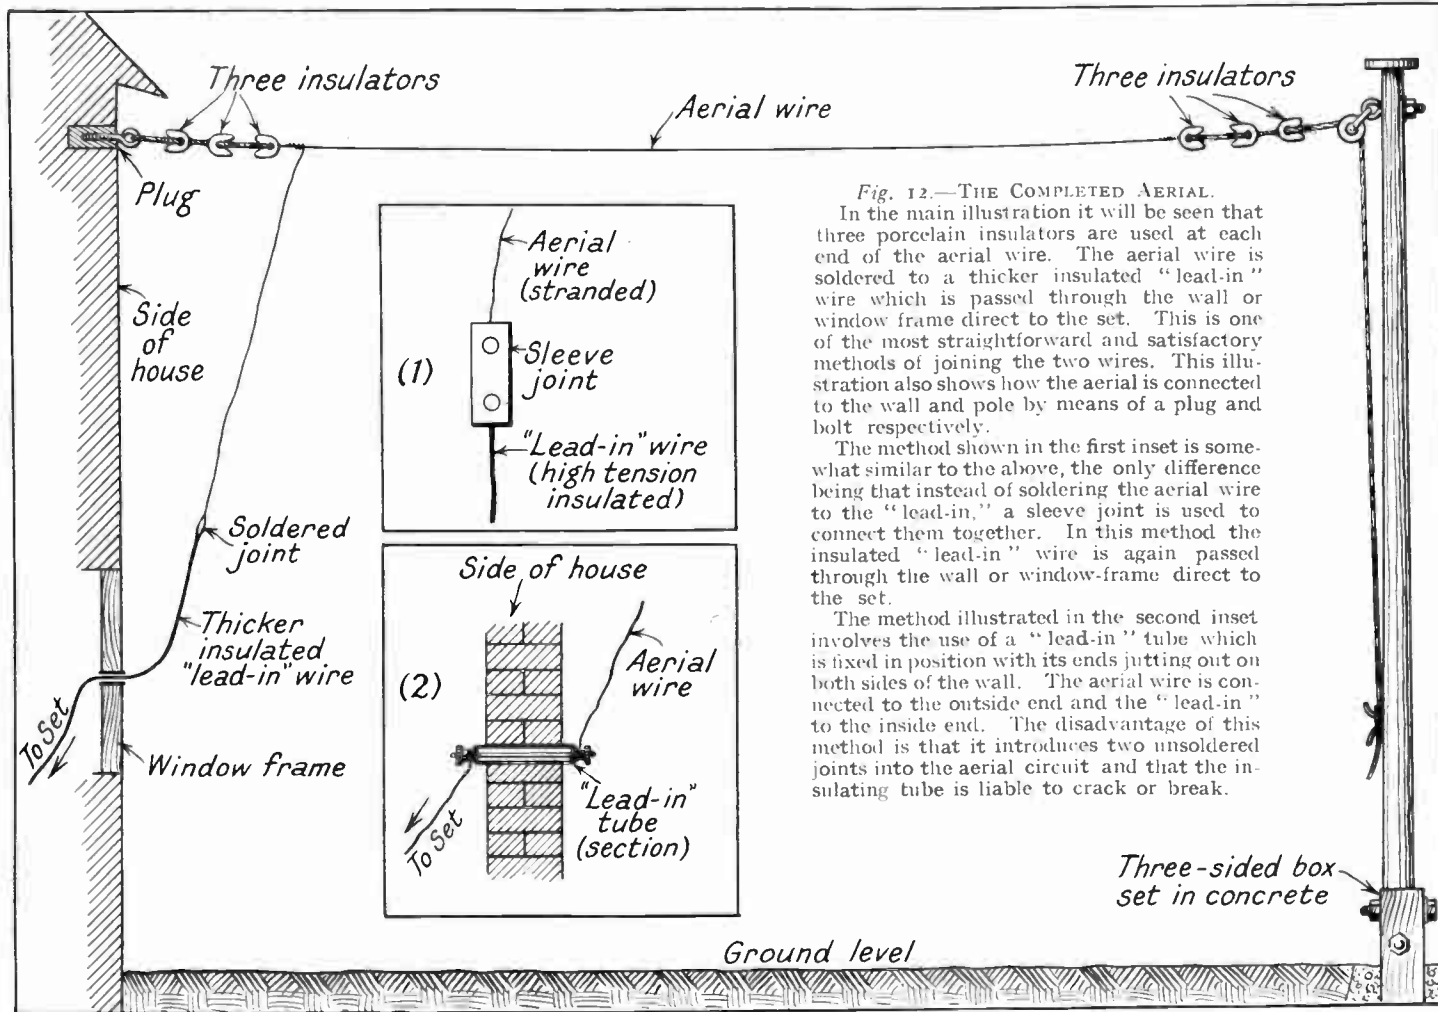 Three insulators
Aerial wire
Three insulators
Plug
Side
of
house
Soldered
joint
Thicker
insulated
"lead-in" wire
To Set
Window frame
Aerial
wire
(stranded)
(1)
Sleeve
joint
"Lead-in" wire
(high tension
insulated)
Side of house
(2)
Aerial
wire
"Lead-in"
tube
(section)
To Set
Fig. 12.—THE COMPLETED AERIAL.
In the main illustration it will be seen that
three porcelain insulators are used at each
end of the aerial wire. The aerial wire is
soldered to a thicker insulated "lead-in"
wire which is passed through the wall or
window frame direct to the set. This is one
of the most straightforward and satisfactory
methods of joining the two wires. This illu-
stration also shows how the aerial is connected
to the wall and pole by means of a plug and
bolt respectively.
The method shown in the first inset is some-
what similar to the above, the only difference
being that instead of soldering the aerial wire
to the "lead-in," a sleeve joint is used to
connect them together. In this method the
insulated "lead-in" wire is again passed
through the wall or window-frame direct to
the set.
The method illustrated in the second inset
involves the use of a "lead-in" tube which
is fixed in position with its ends jutting out on
both sides of the wall. The aerial wire is con-
nected to the outside end and the "lead-in"
to the inside end. The disadvantage of this
method is that it introduces two unsoldered
joints into the aerial circuit and that the in-
sulating tube is liable to crack or break.
Three-sided box
set in concrete
Ground level